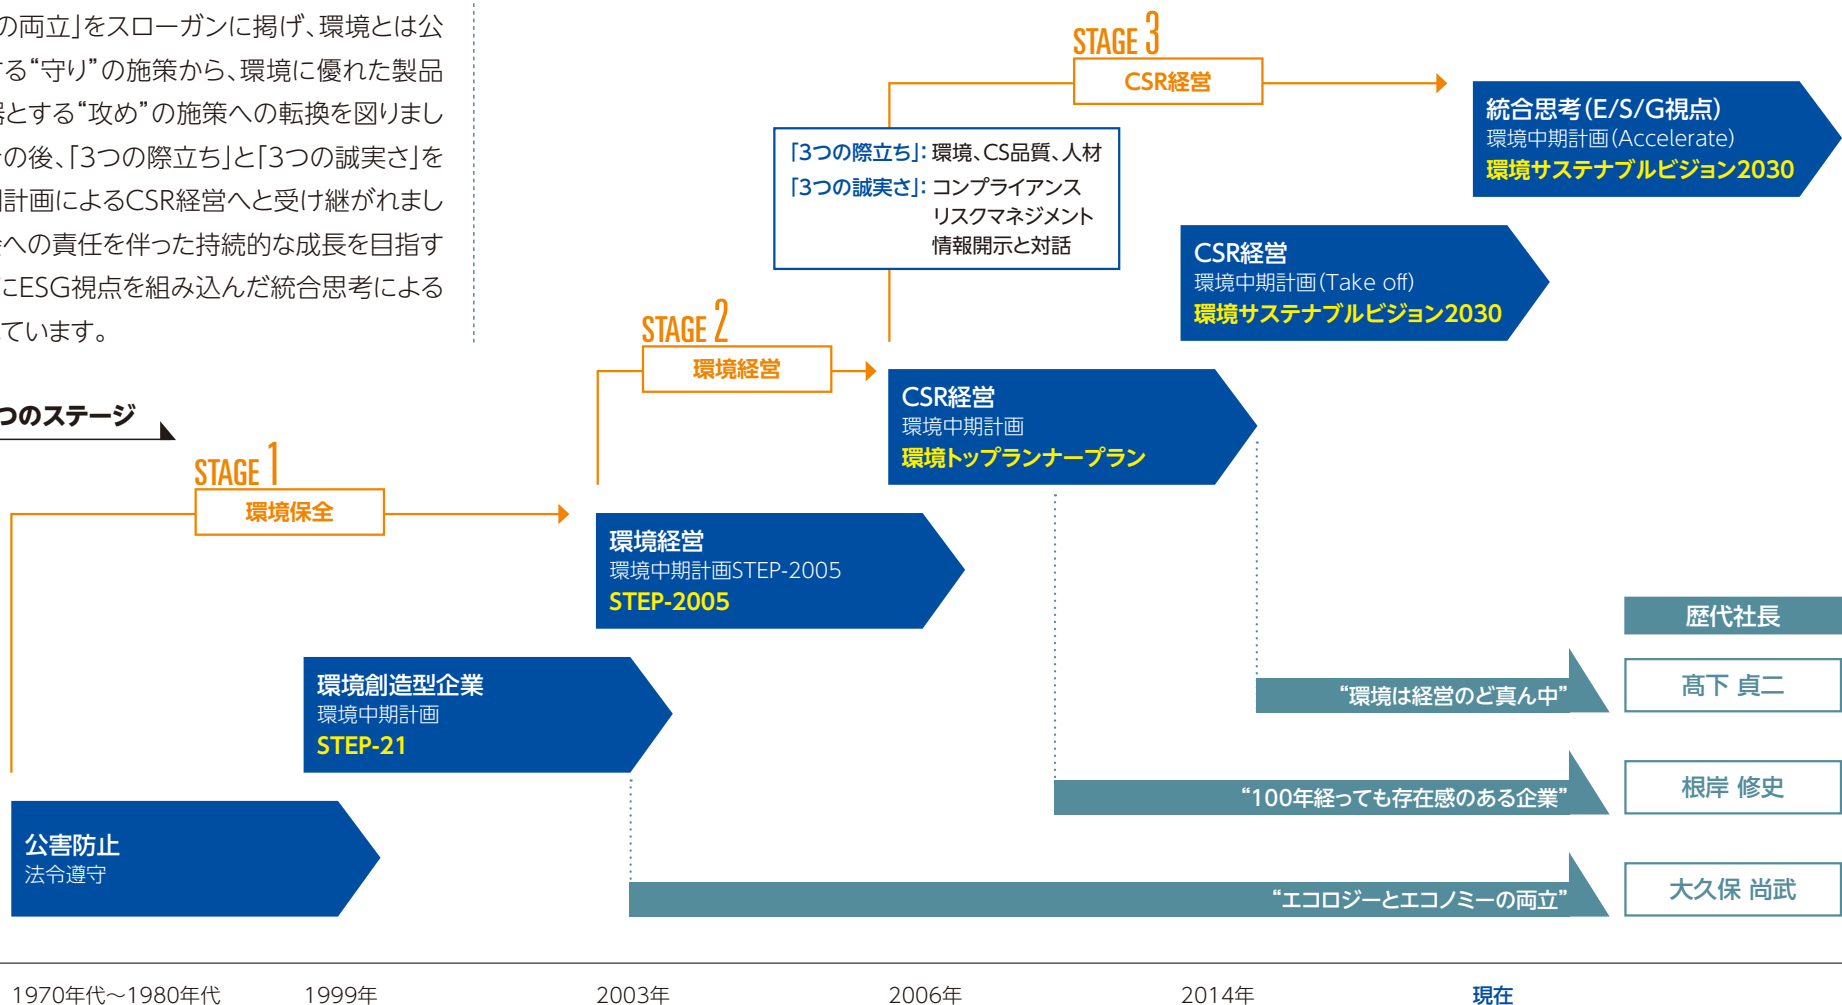 の両立」をスローガンに掲げ、環境とは公
する“守り”の施策から、環境に優れた製品
器とする“攻め”の施策への転換を図りまし
その後、「3つの際立ち」と「3つの誠実さ」を
期計画によるCSR経営へと受け継がれまし
会への責任を伴った持続的な成長を目指す
にESG視点を組み込んだ統合思考による
れています。
つのステージ
STAGE 3
CSR経営
統合思考（E/S/G視点）
環境中期計画（Accelerate）
環境サステナブルビジョン2030
「3つの際立ち」：環境、CS品質、人材
「3つの誠実さ」：コンプライアンス
リスクマネジメント
情報開示と対話
CSR経営
環境中期計画（Take off）
環境サステナブルビジョン2030
STAGE 2
環境経営
CSR経営
環境中期計画
環境トップランナープラン
STAGE 1
環境保全
環境経営
環境中期計画STEP-2005
STEP-2005
環境創造型企業
環境中期計画
STEP-21
公害防止
法令遵守
歴代社長
“環境は経営のど真ん中”
髙下 貞二
“100年経っても存在感のある企業”
根岸 修史
“エコロジーとエコノミーの両立”
大久保 尚武
1970年代～1980年代
1999年
2003年
2006年
2014年
現在